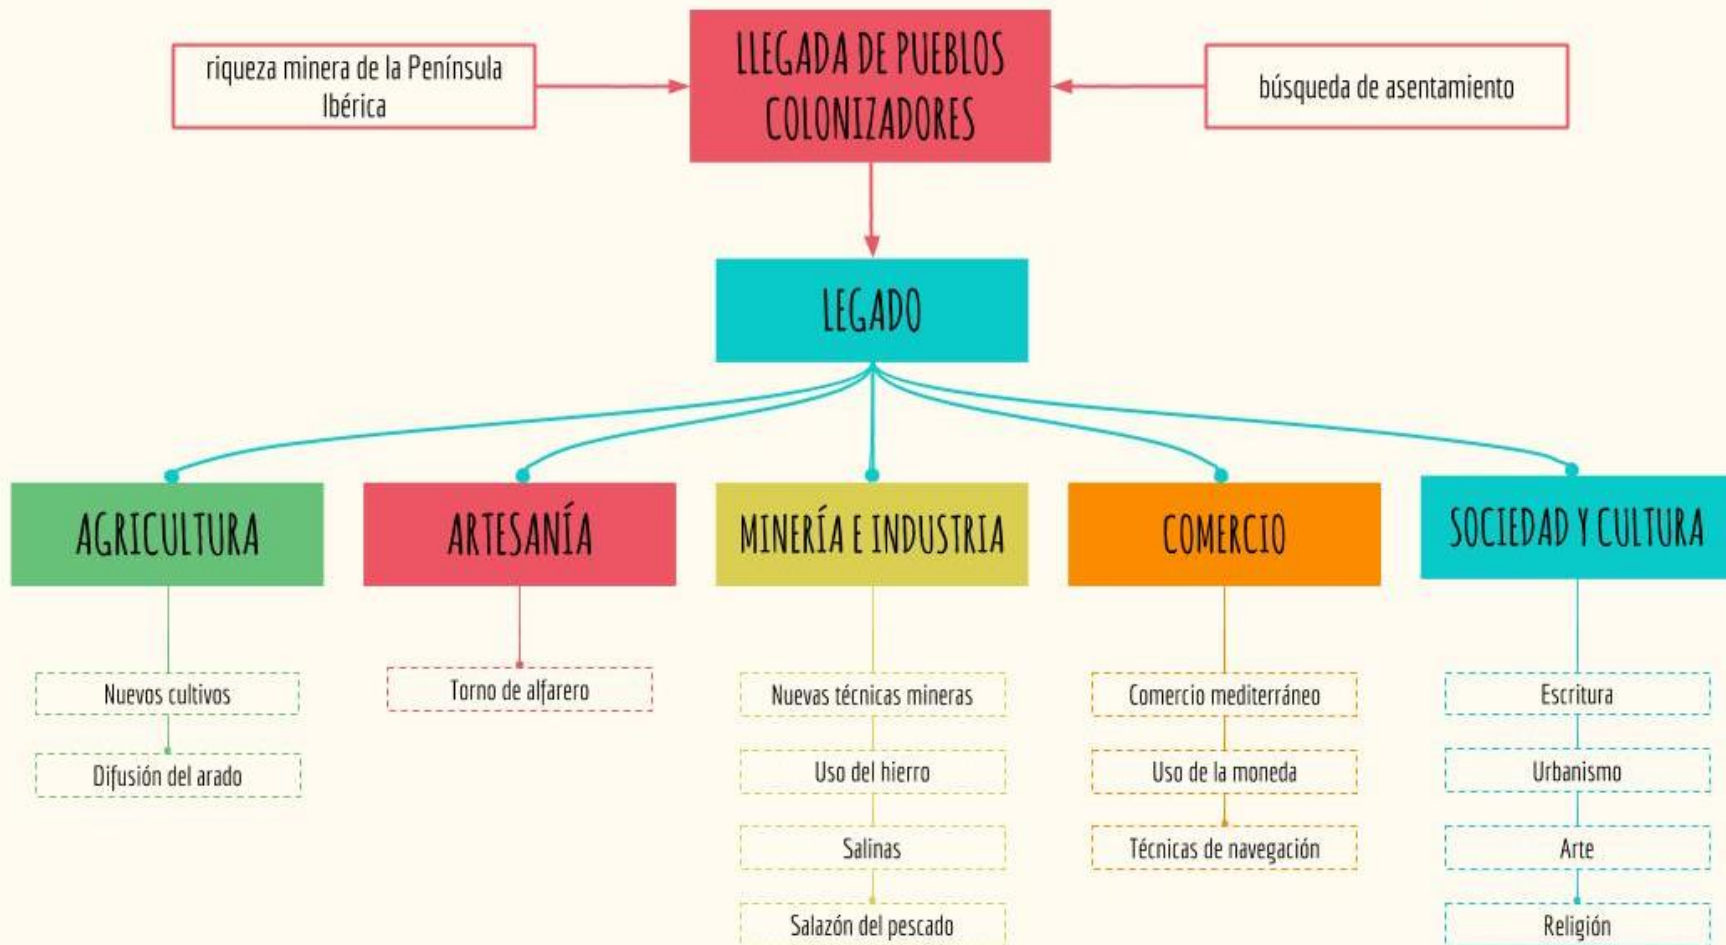 LLEGADA DE PUEBLOS
COLONIZADORES
riqueza minera de la Península
Ibérica
búsqueda de asentamiento
LEGADO
AGRICULTURA
ARTESANÍA
MINERÍA E INDUSTRIA
COMERCIO
SOCIEDAD Y CULTURA
Nuevos cultivos
Difusión del arado
Torno de alfarero
Nuevas técnicas mineras
Uso del hierro
Salinas
Salazón del pescado
Comercio mediterráneo
Uso de la moneda
Técnicas de navegación
Escritura
Urbanismo
Arte
Religión